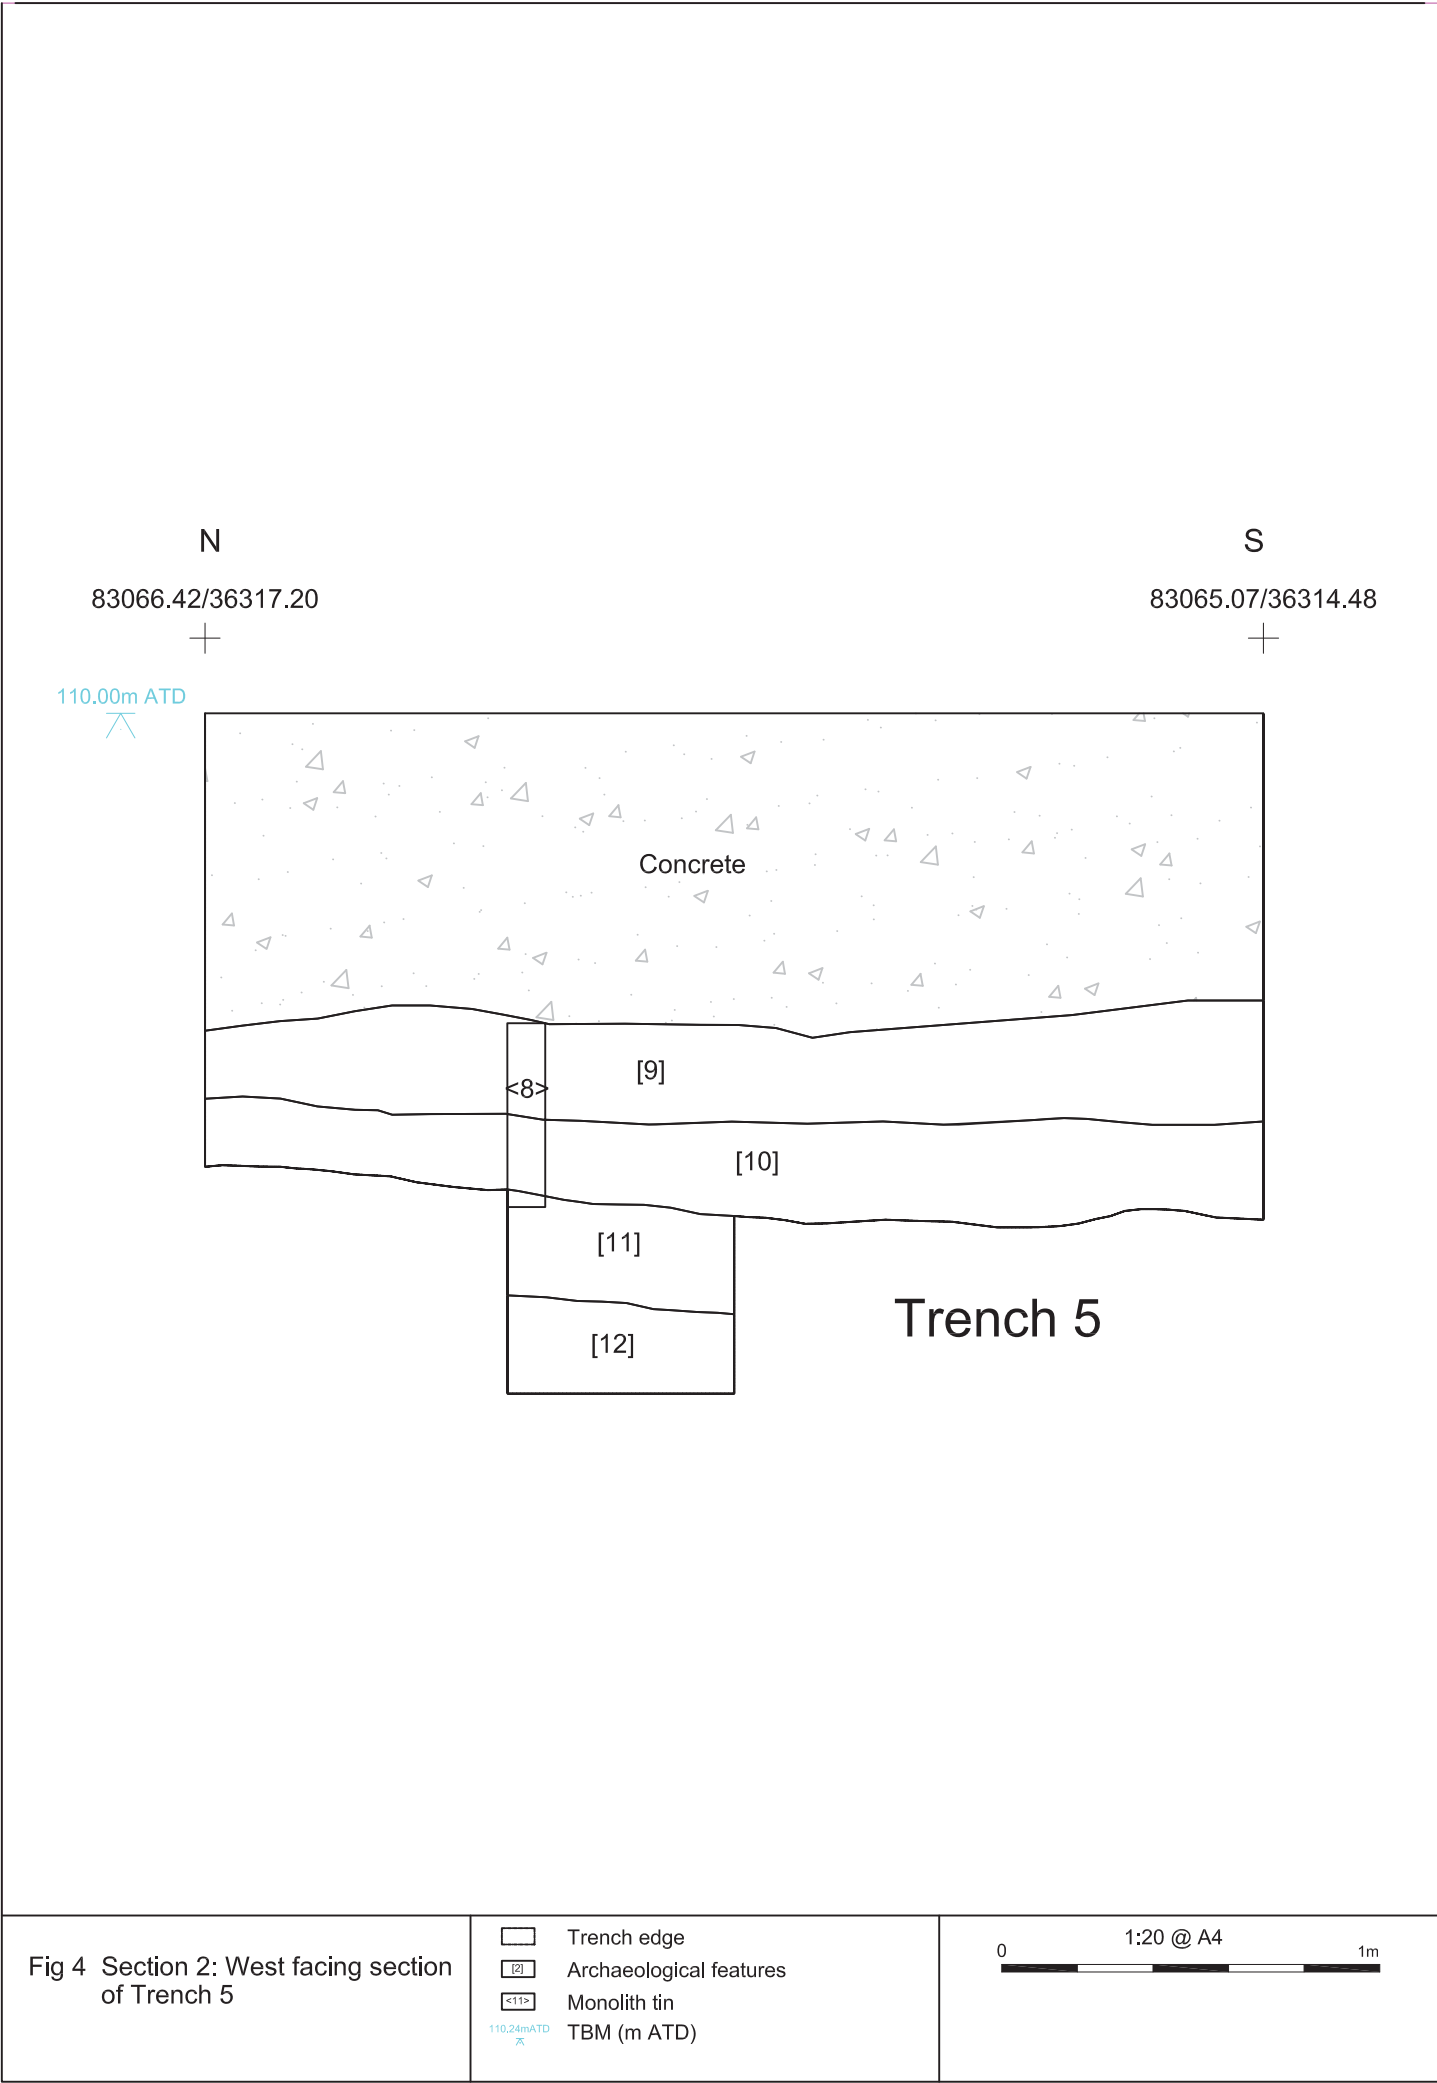 N
S
83066.42/36317.20
83065.07/36314.48
110.00m ATD
Concrete
[9]
<8>
[10]
[11]
Trench 5
[12]
Fig 4 Section 2: West facing section
of Trench 5
Trench edge
[2] Archaeological features
<11> Monolith tin
110.24mATD TBM (m ATD)
1:20 @ A4
0 1m